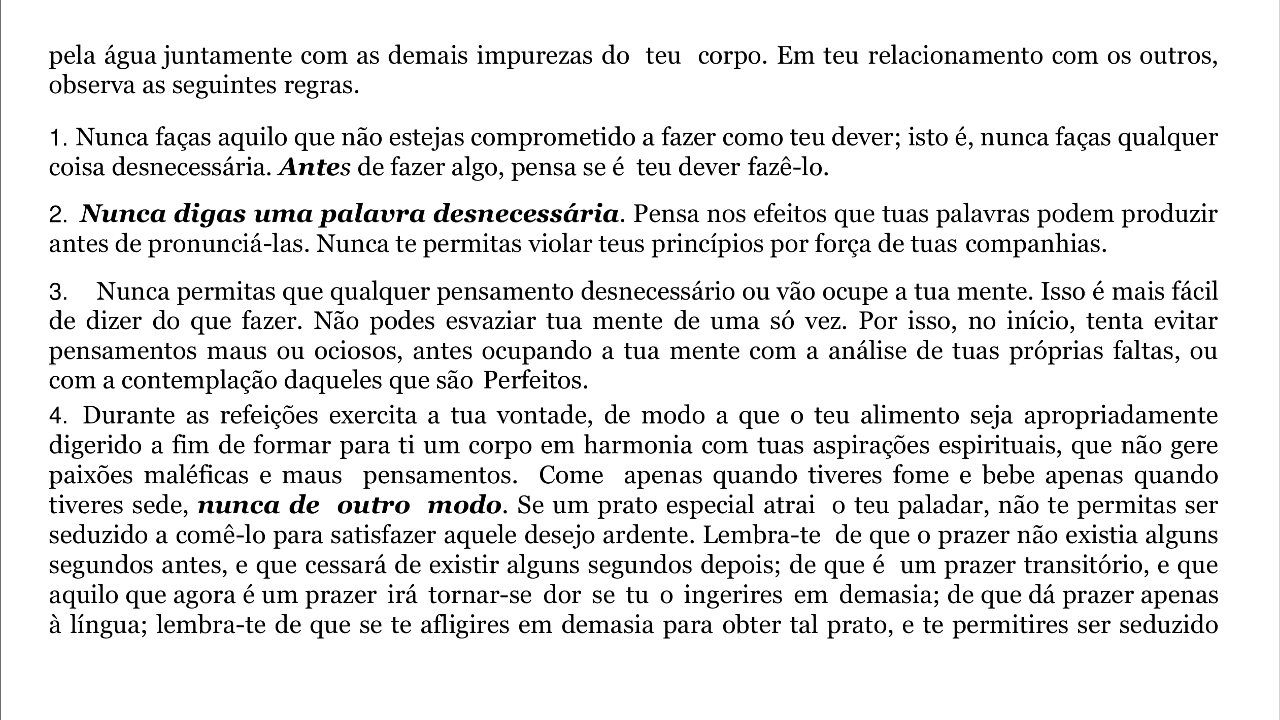 pela água juntamente com as demais impurezas do teu corpo. Em teu relacionamento com os outros,
observa as seguintes regras.
1. Nunca faças aquilo que não estejas comprometido a fazer como teu dever; isto é, nunca faças qualquer
coisa desnecessária. Antes de fazer algo, pensa se é teu dever fazê-lo.
2. Nunca digas uma palavra desnecessária. Pensa nos efeitos que tuas palavras podem produzir
antes de pronunciá-las. Nunca te permitas violar teus princípios por força de tuas companhias.
3. Nunca permitas que qualquer pensamento desnecessário ou vão ocupe a tua mente. Isso é mais fácil
de dizer do que fazer. Não podes esvaziar tua mente de uma só vez. Por isso, no início, tenta evitar
pensamentos maus ou ociosos, antes ocupando a tua mente com a análise de tuas próprias faltas, ou
com a contemplação daqueles que são Perfeitos.
4. Durante as refeições exercita a tua vontade, de modo a que o teu alimento seja apropriadamente
digerido a fim de formar para ti um corpo em harmonia com tuas aspirações espirituais, que não gere
paixões maléficas e maus pensamentos. Come apenas quando tiveres fome e bebe apenas quando
tiveres sede, nunca de outro modo. Se um prato especial atrai o teu paladar, não te permitas ser
seduzido a comê-lo para satisfazer aquele desejo ardente. Lembra-te de que o prazer não existia alguns
segundos antes, e que cessará de existir alguns segundos depois; de que é um prazer transitório, e que
aquilo que agora é um prazer irá tornar-se dor se tu o ingerires em demasia; de que dá prazer apenas
à língua; lembra-te de que se te afligires em demasia para obter tal prato, e te permitires ser seduzido